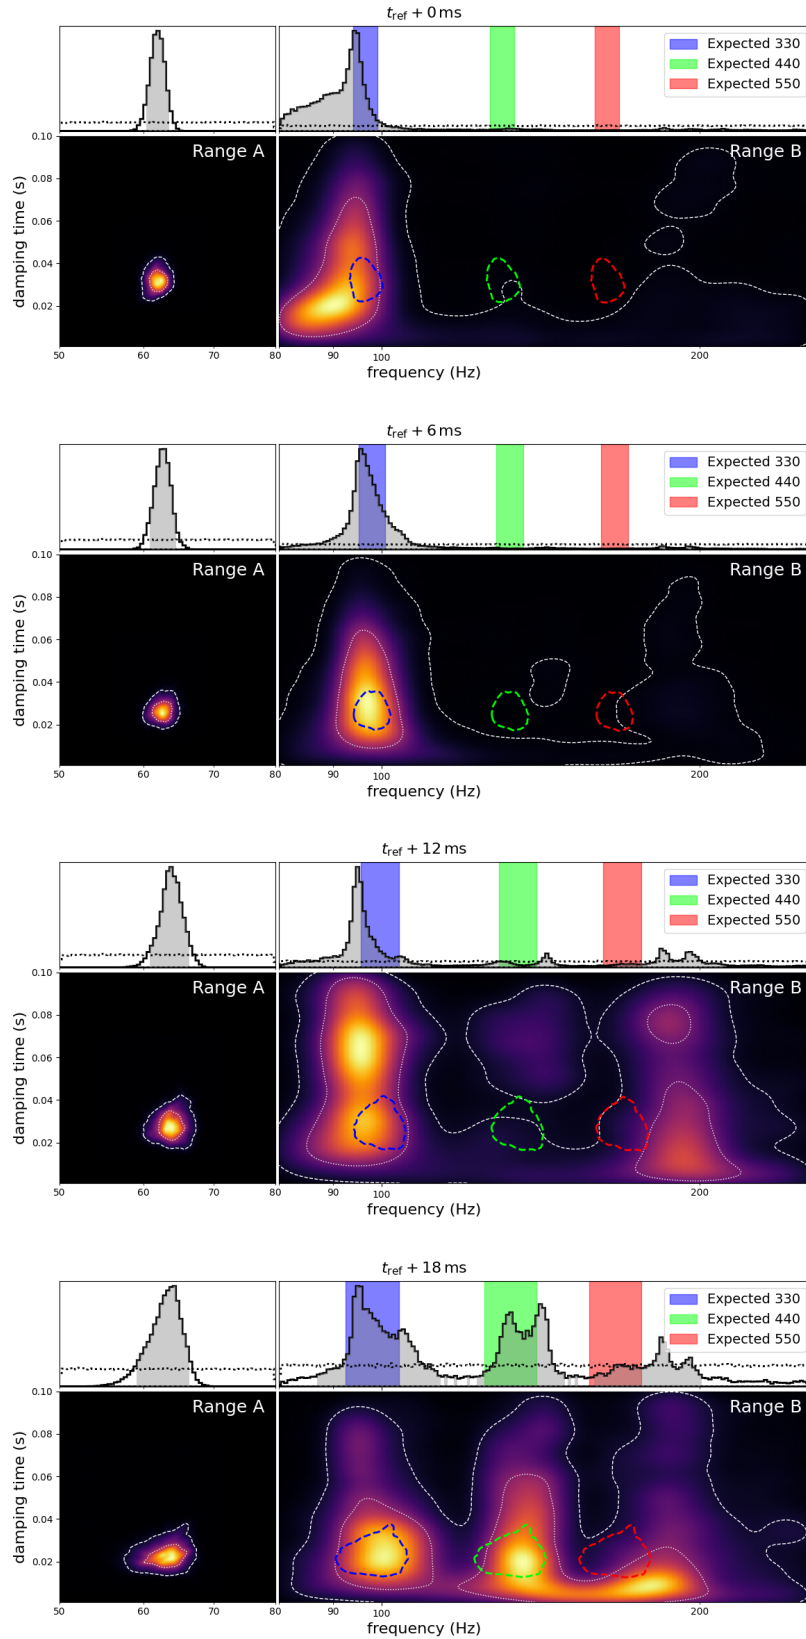 t_ref + 0 ms
Expected 330
Expected 440
Expected 550
Range A
Range B
damping time (s)
0.10
0.08
0.06
0.04
0.02
50 60 70 80 90 100 200
frequency (Hz)
t_ref + 6 ms
Expected 330
Expected 440
Expected 550
Range A
Range B
damping time (s)
0.10
0.08
0.06
0.04
0.02
50 60 70 80 90 100 200
frequency (Hz)
t_ref + 12 ms
Expected 330
Expected 440
Expected 550
Range A
Range B
damping time (s)
0.10
0.08
0.06
0.04
0.02
50 60 70 80 90 100 200
frequency (Hz)
t_ref + 18 ms
Expected 330
Expected 440
Expected 550
Range A
Range B
damping time (s)
0.10
0.08
0.06
0.04
0.02
50 60 70 80 90 100 200
frequency (Hz)